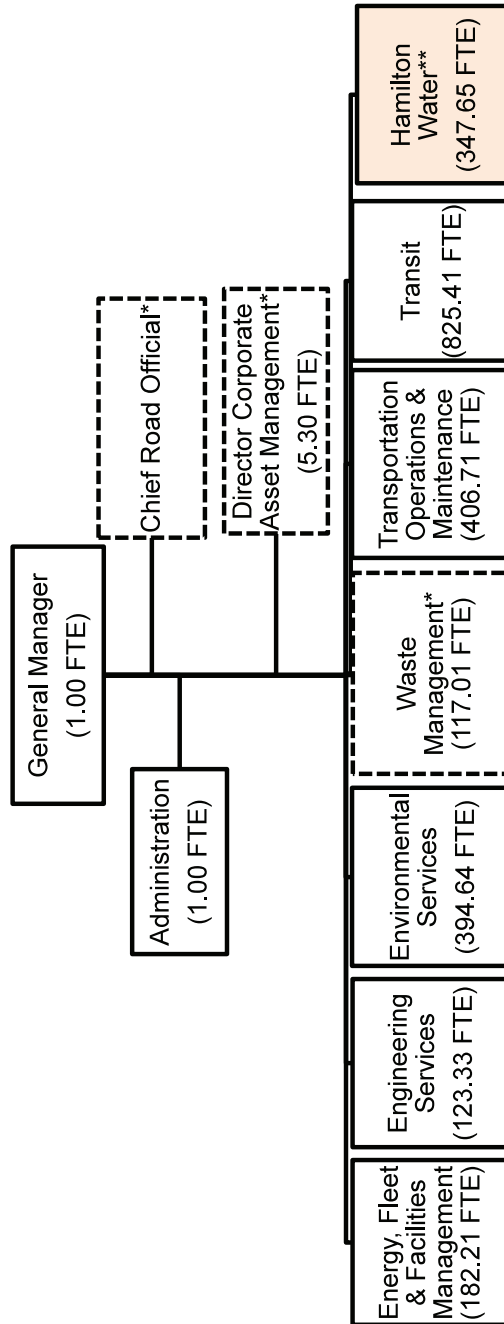 General Manager
(1.00 FTE)
Administration
(1.00 FTE)
Chief Road Official*
Director Corporate
Asset Management*
(5.30 FTE)
Energy, Fleet
& Facilities
Management
(182.21 FTE)
Engineering
Services
(123.33 FTE)
Environmental
Services
(394.64 FTE)
Waste
Management*
(117.01 FTE)
Transportation
Operations &
Maintenance
(406.71 FTE)
Transit
(825.41 FTE)
Hamilton
Water**
(347.65 FTE)